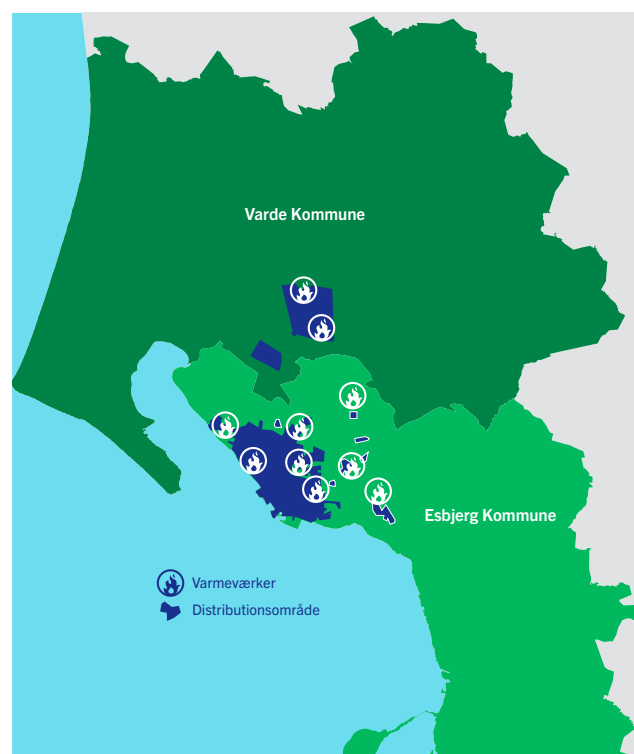 Varde Kommune
Esbjerg Kommune
Varmeværker
Distributionsområde